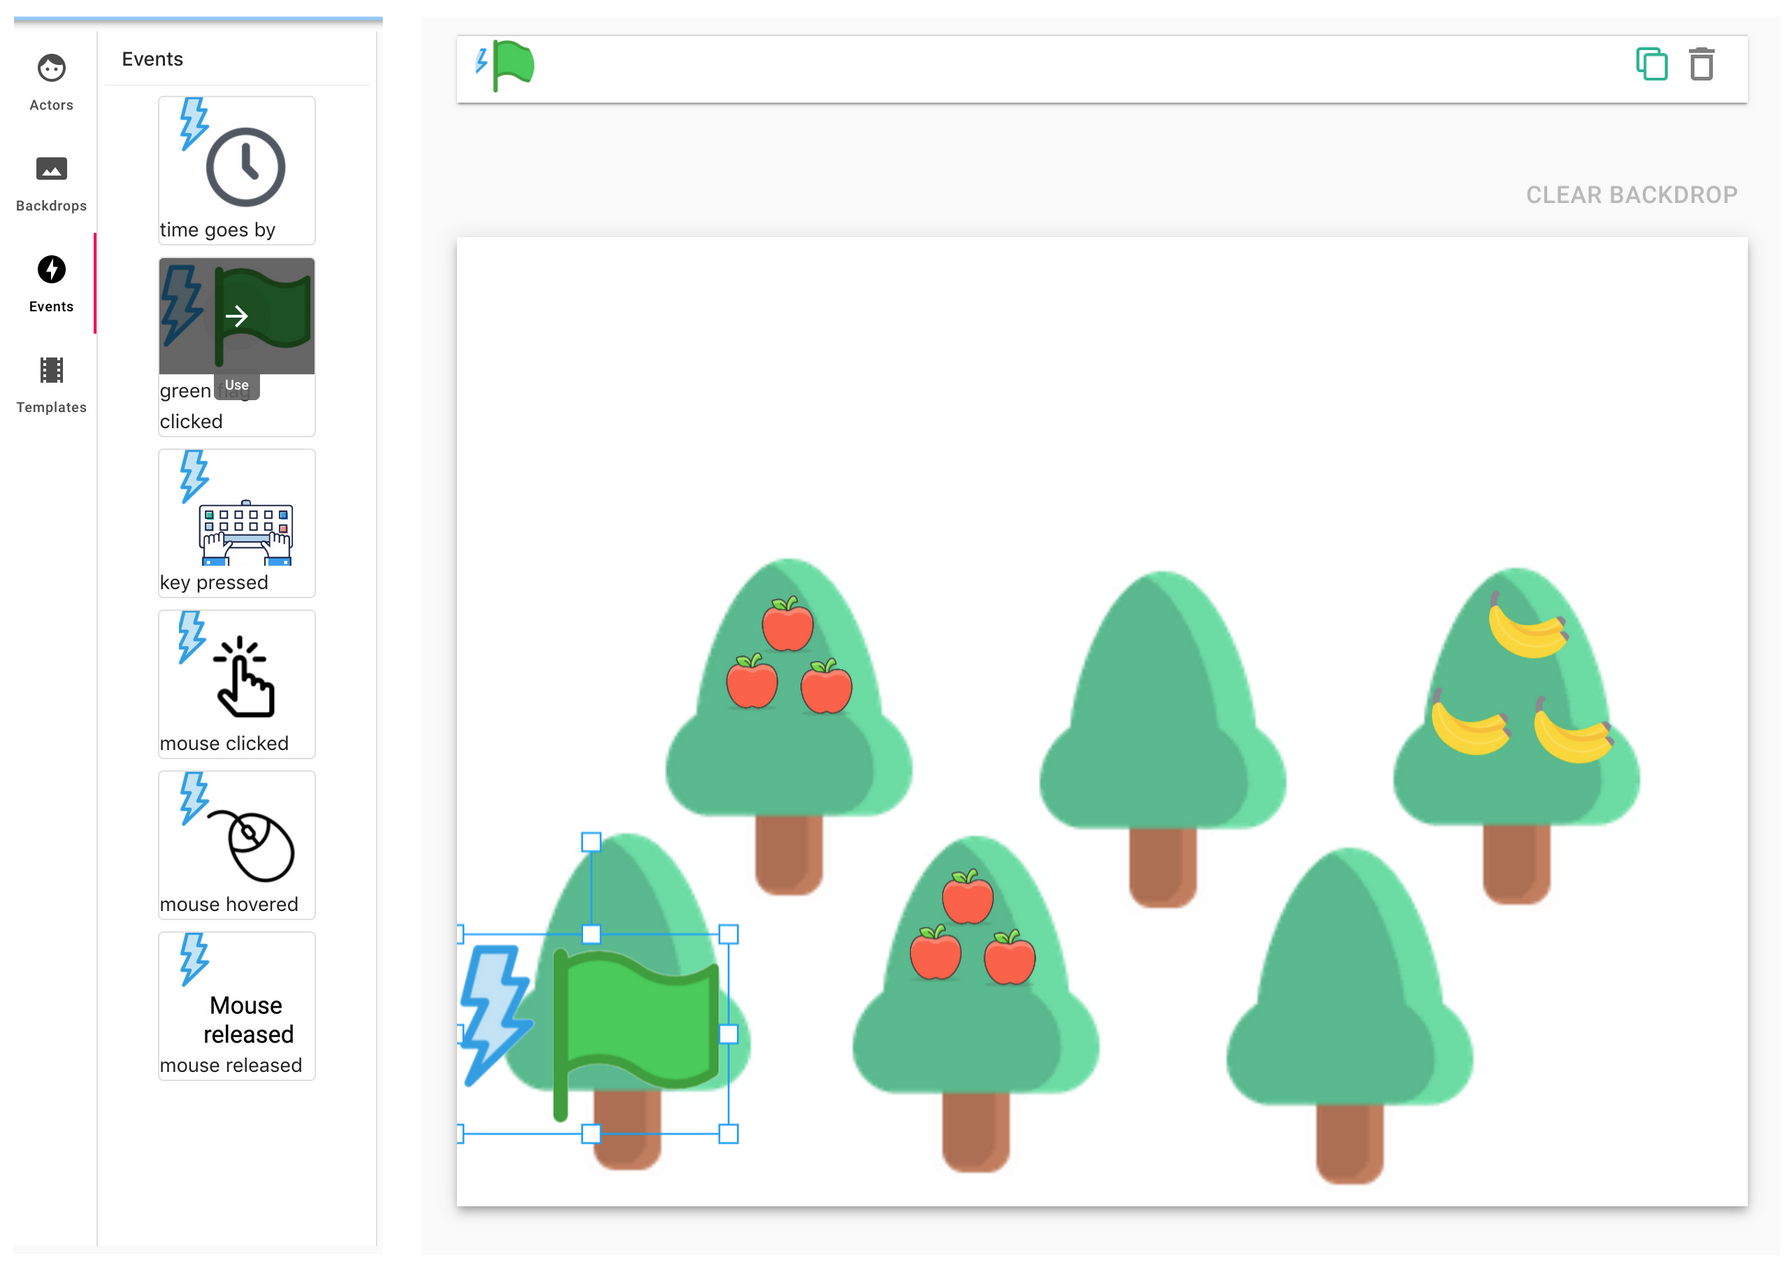 Actors
Backdrops
Events
Templates
Events
time goes by
green flag
Use
clicked
key pressed
mouse clicked
mouse hovered
Mouse
released
mouse released
CLEAR BACKDROP